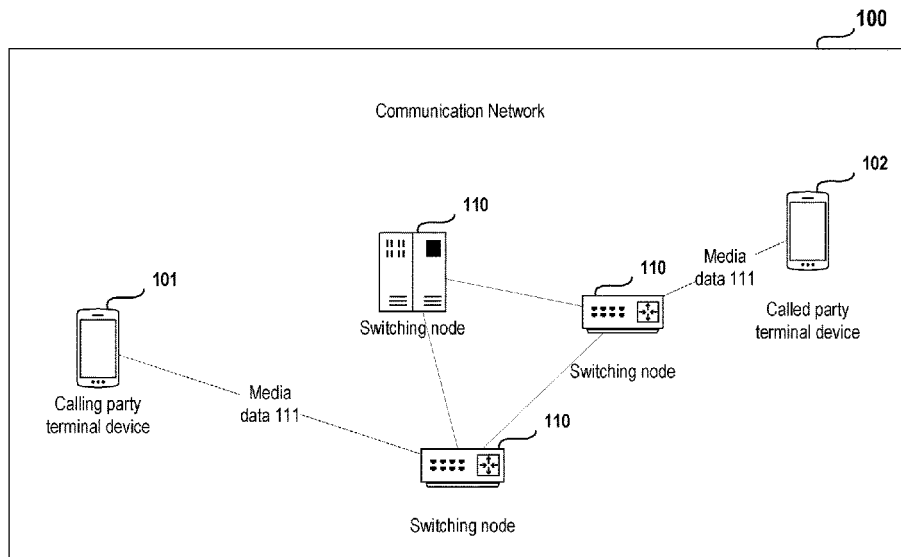 100
Communication Network
102
110
Media
data 111
110
101
Called party
terminal device
Switching node
Switching node
Media
data 111
Calling party
terminal device
110
Switching node